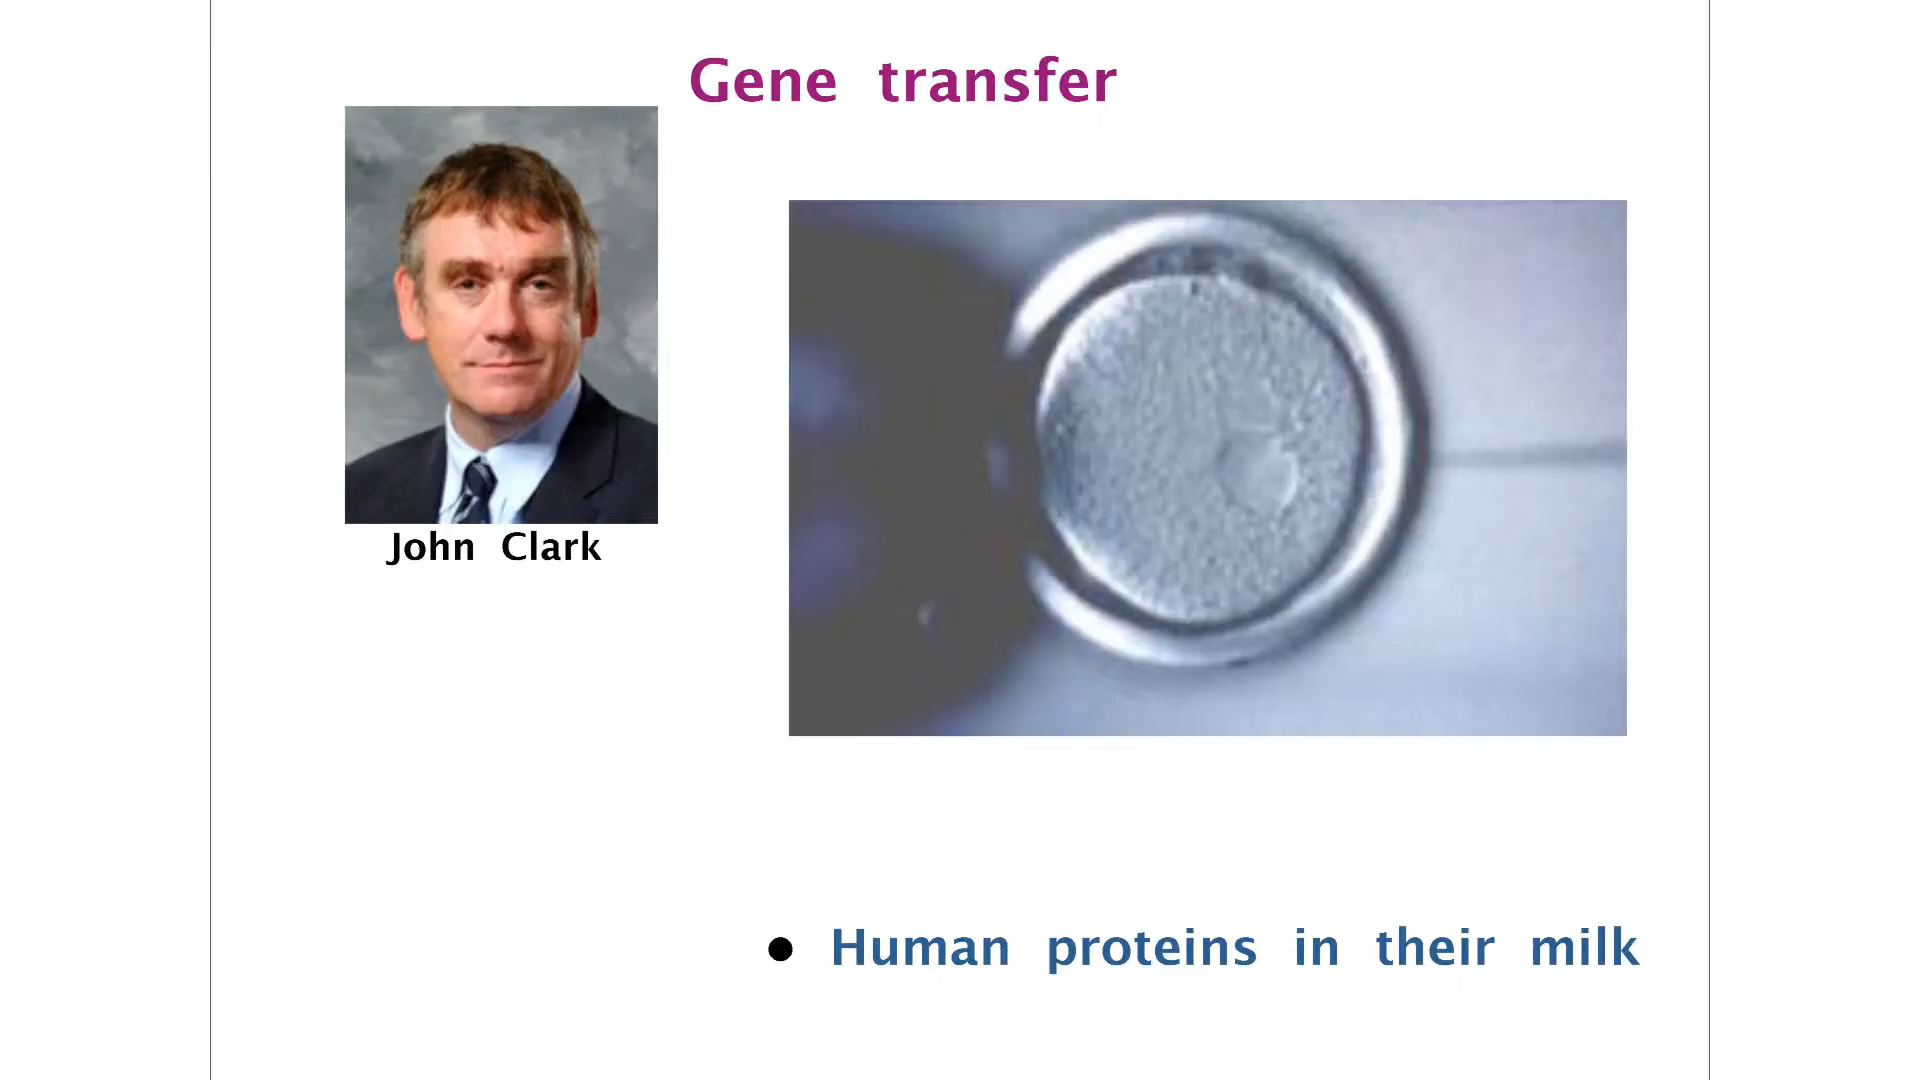 Gene transfer
John Clark
● Human proteins in their milk